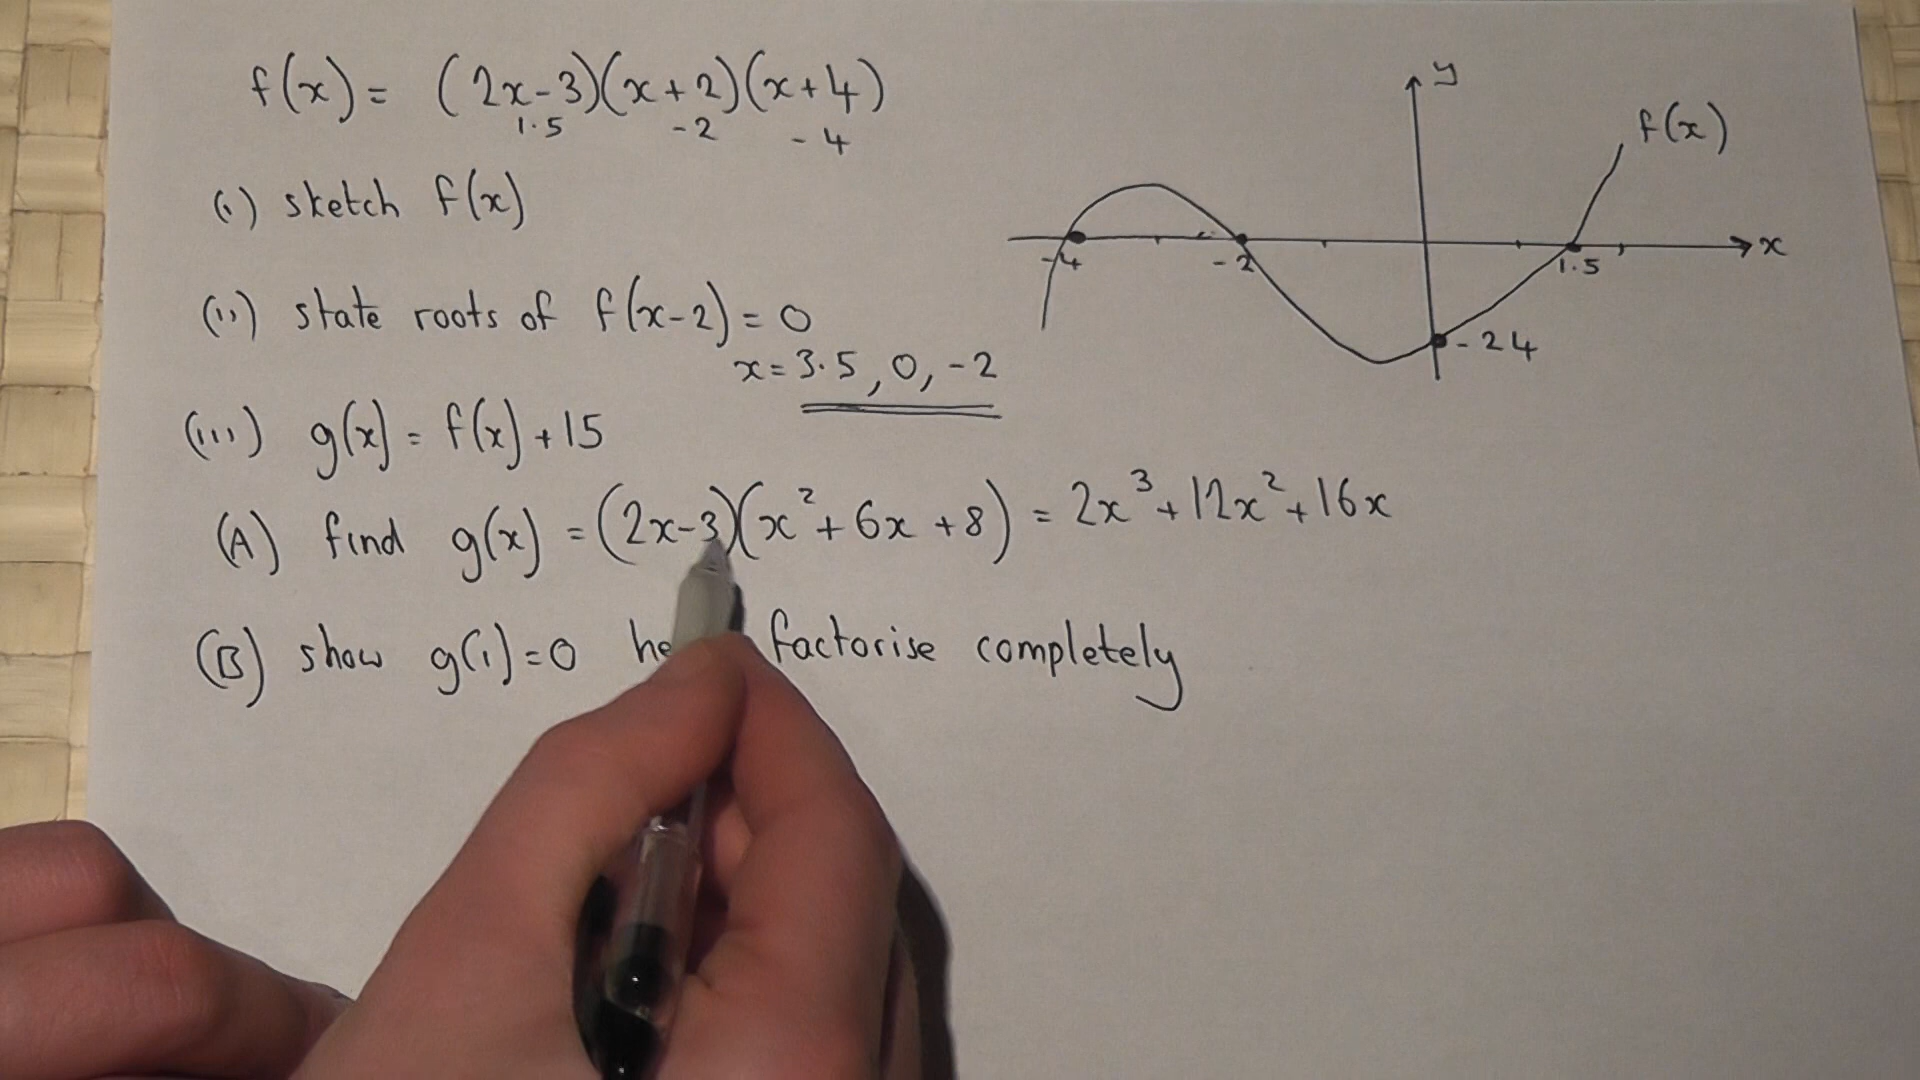 f(x) = (2x-3)(x+2)(x+4)
1.5 -2 -4
(i) sketch f(x)
(ii) state roots of f(x-2) = 0
x = 3.5, 0, -2
(iii) g(x) = f(x) + 15
(A) find g(x) = (2x-3)(x²+6x+8) = 2x³+12x²+16x
(B) show g(1)=0 factorise completely
y
f(x)
-4 -2 1.5 x
-24